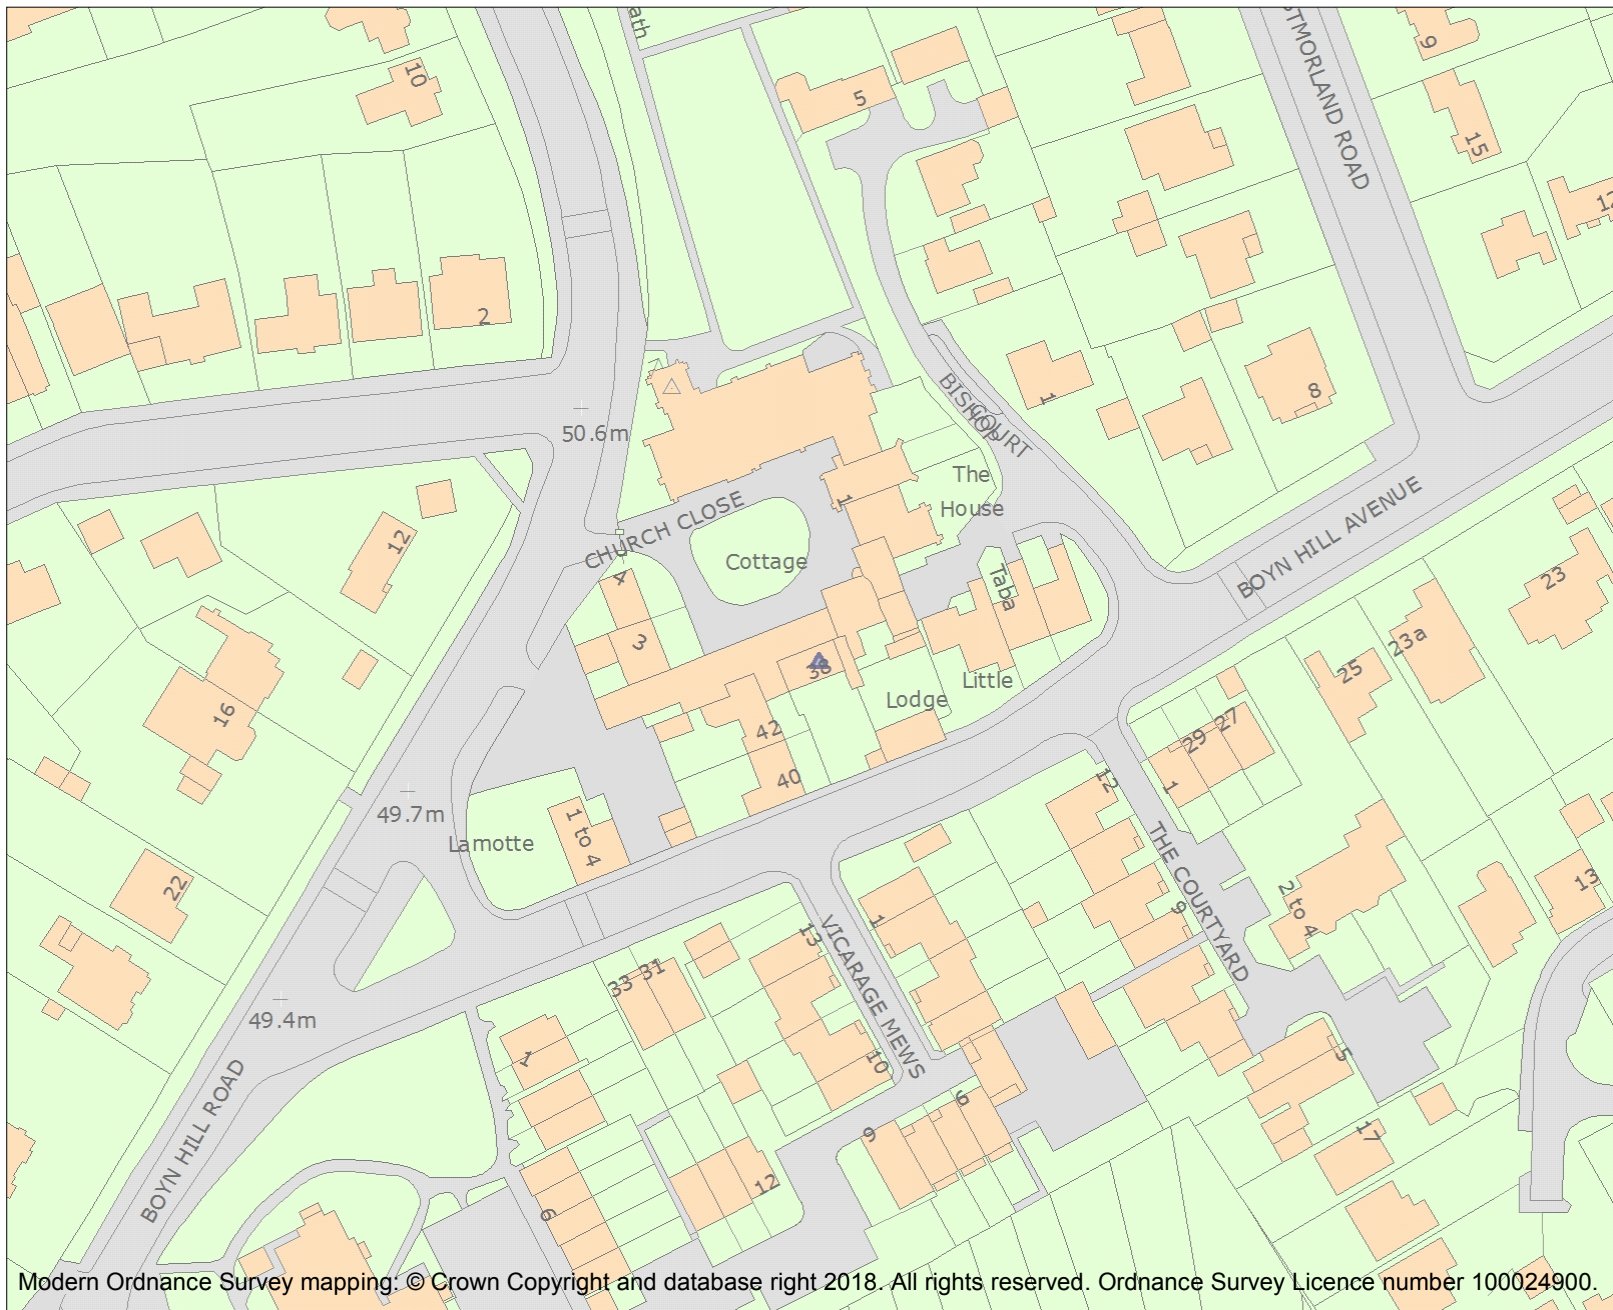 ath
STMORLAND ROAD
9
10
5
15
12
2
BISHOP
COURT
1
8
50.6m
The
House
CHURCH CLOSE
1
BOYN HILL AVENUE
12
Cottage
4
Taba
23
3
23a
38
25
Little
Lodge
16
42
29
27
40
12
1
49.7m
1 to 4
Lamotte
THE COURTYARD
22
2 to 4
13
1
9
13
VICARAGE MEWS
33
31
49.4m
1
10
5
BOYN HILL ROAD
6
9
17
12
6
Modern Ordnance Survey mapping: © Crown Copyright and database right 2018. All rights reserved. Ordnance Survey Licence number 100024900.